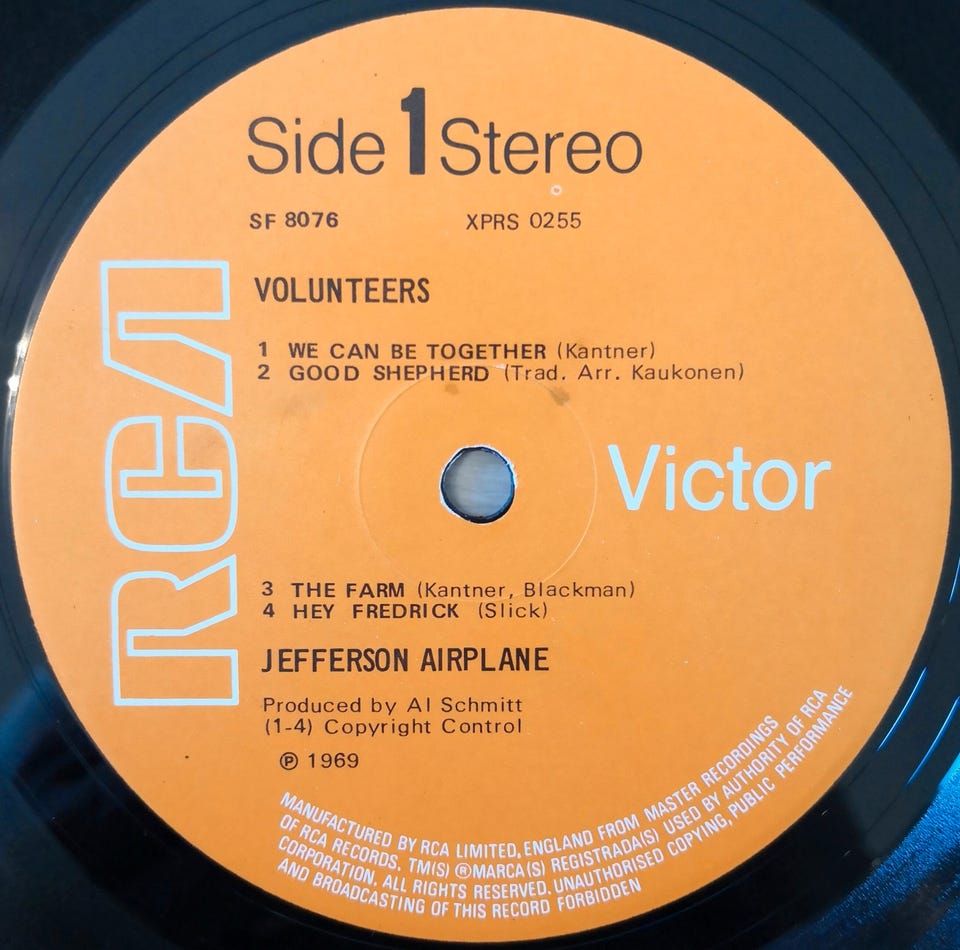 Side 1 Stereo
SF 8076 XPRS 0255
VOLUNTEERS
1 WE CAN BE TOGETHER (Kantner)
2 GOOD SHEPHERD (Trad. Arr. Kaukonen)
RCA
Victor
3 THE FARM (Kantner, Blackman)
4 HEY FREDRICK (Slick)
JEFFERSON AIRPLANE
Produced by Al Schmitt
(1-4) Copyright Control
℗ 1969
MANUFACTURED BY RCA LIMITED, ENGLAND FROM MASTER RECORDINGS
OF RCA RECORDS. TM(S) ®MARCA(S) REGISTRADA(S) USED BY AUTHORITY OF RCA
CORPORATION. ALL RIGHTS RESERVED. UNAUTHORISED COPYING, PUBLIC PERFORMANCE
AND BROADCASTING OF THIS RECORD FORBIDDEN